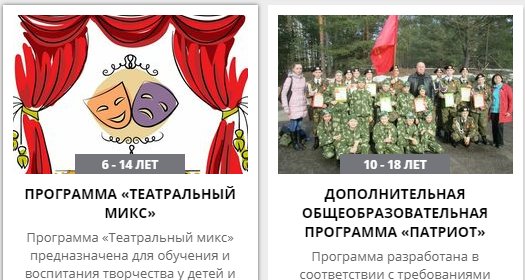 6 - 14 ЛЕТ
ПРОГРАММА «ТЕАТРАЛЬНЫЙ
МИКС»
Программа «Театральный микс»
предназначена для обучения и
воспитания творчества у детей и
10 - 18 ЛЕТ
ДОПОЛНИТЕЛЬНАЯ
ОБЩЕОБРАЗОВАТЕЛЬНАЯ
ПРОГРАММА «ПАТРИОТ»
Программа разработана в
соответствии с требованиями